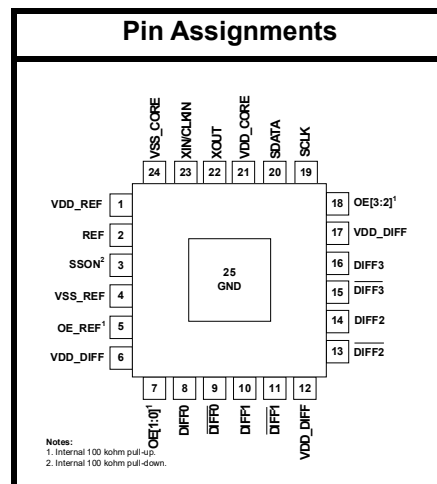 Pin Assignments
VSS_CORE
XIN/CLKIN
XOUT
VDD_CORE
SDATA
SCLK
24
23
22
21
20
19
VDD_REF 1
REF 2
SSON² 3
VSS_REF 4
OE_REF¹ 5
VDD_DIFF 6
25
GND
18 OE[3:2]¹
17 VDD_DIFF
16 DIFF3
15 DIFF3
14 DIFF2
13 DIFF2
7
8
9
10
11
12
OE[1:0]¹
DIFF0
DIFF0
DIFF1
DIFF1
VDD_DIFF
Notes:
1. Internal 100 kohm pull-up.
2. Internal 100 kohm pull-down.